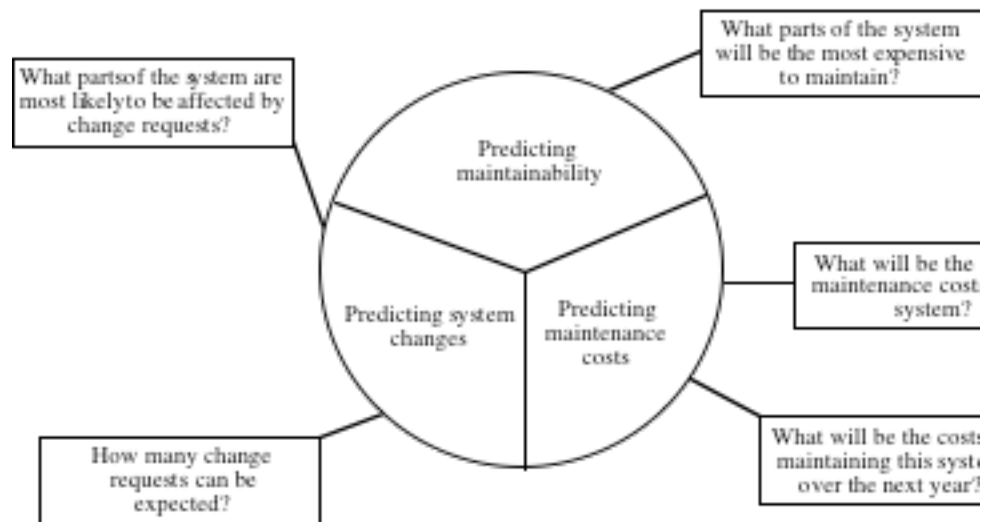 What parts of the system
will be the most expensive
to maintain?
What partsof the system are
most likelyto be affected by
change requests?
Predicting
maintainability
What will be the
maintenance cost
system?
Predicting system
changes
Predicting
maintenance
costs
What will be the costs
maintaining this syst
over the next year?
How many change
requests can be
expected?